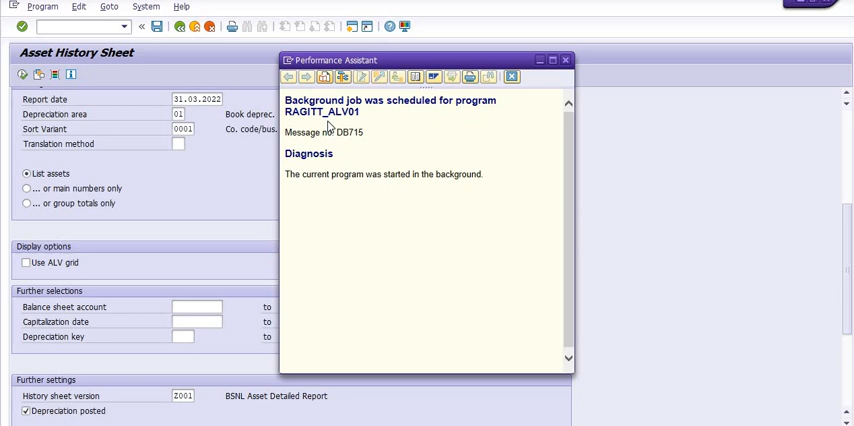 Program Edit Goto System Help
Asset History Sheet
Performance Assistant
Report date 31.03.2022
Depreciation area 01 Book deprec.
Sort Variant 0001 Co. code/bus.
Translation method
List assets
... or main numbers only
... or group totals only
Background job was scheduled for program
RAGITT_ALV01
Message no. DB715
Diagnosis
The current program was started in the background.
Display options
Use ALV grid
Further selections
Balance sheet account to
Capitalization date to
Depreciation key to
Further settings
History sheet version Z001 BSNL Asset Detailed Report
Depreciation posted